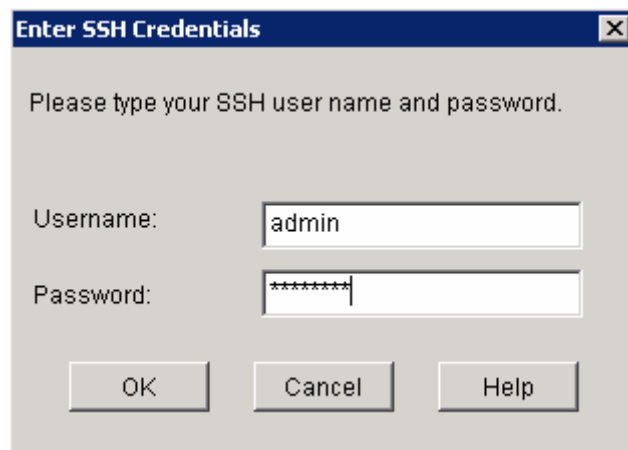 Enter SSH Credentials
Please type your SSH user name and password.
Username: admin
Password: ********
OK Cancel Help